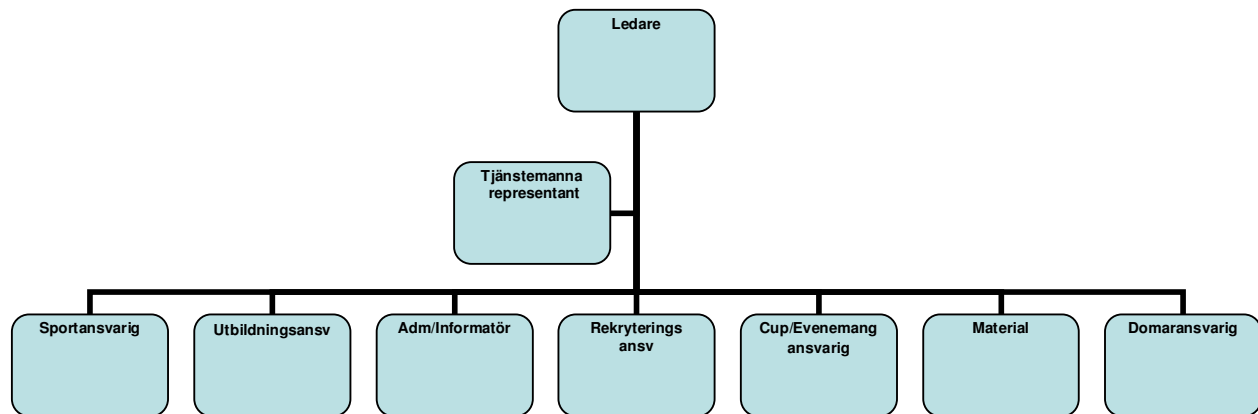 Ledare
Tjänstemanna
representant
Sportansvarig
Utbildningsansv
Adm/Informatör
Rekryterings
ansv
Cup/Evenemang
ansvarig
Material
Domaransvarig